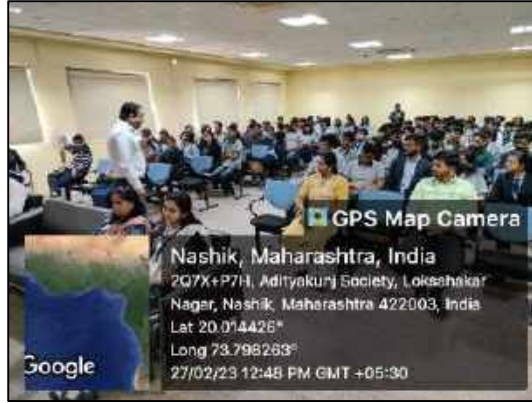 GPS Map Camera
Nashik, Maharashtra, India
2Q7X+P7H, Adityakunj Society, Loksahakar
Nagar, Nashik, Maharashtra 422003, India
Lat 20.014426°
Long 73.798263°
27/02/23 12:48 PM GMT +05:30
Google